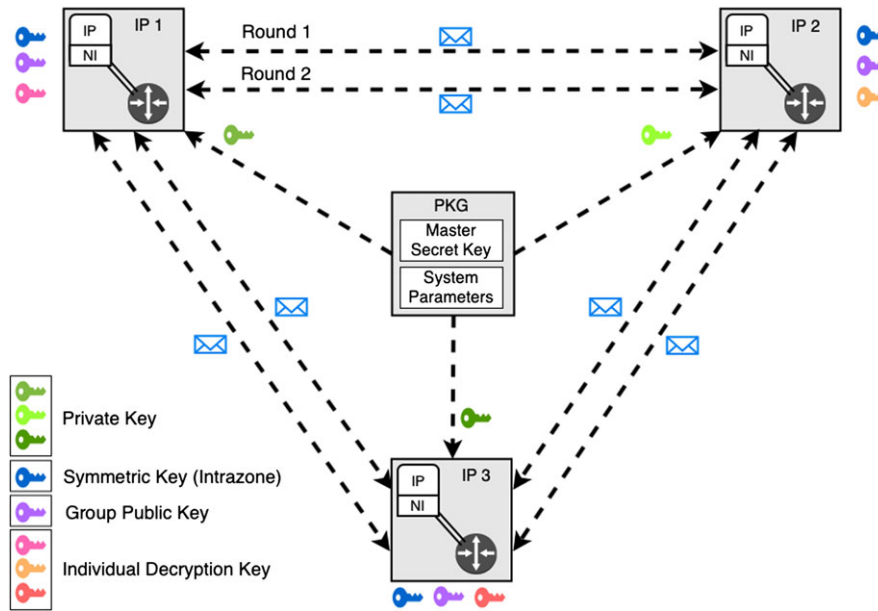 IP 1
IP
NI
Round 1
Round 2
IP 2
IP
NI
PKG
Master
Secret Key
System
Parameters
Private Key
Symmetric Key (Intrazone)
Group Public Key
Individual Decryption Key
IP 3
IP
NI